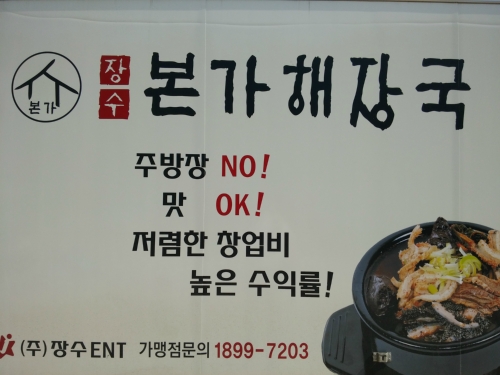 본가
장수 본가해장국
주방장 NO!
맛 OK!
저렴한 창업비
높은 수익률!
(주)장수ENT 가맹점문의 1899-7203